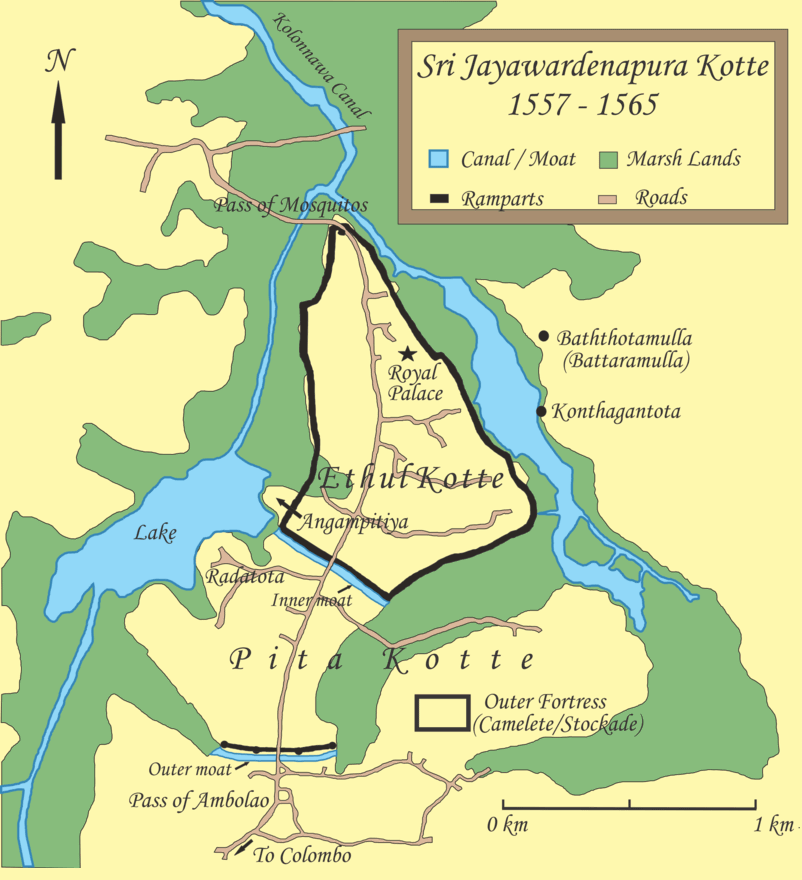 Kolonnawa Canal
N
Sri Jayawardenapura Kotte
1557 - 1565
Canal / Moat
Marsh Lands
Ramparts
Roads
Pass of Mosquitos
Baththotamulla
(Battaramulla)
Royal
Palace
Konthagantota
Ethul Kotte
Angampitiya
Lake
Radatota
Inner moat
Pita Kotte
Outer Fortress
(Camelete/Stockade)
Outer moat
Pass of Ambolao
0 km
1 km
To Colombo